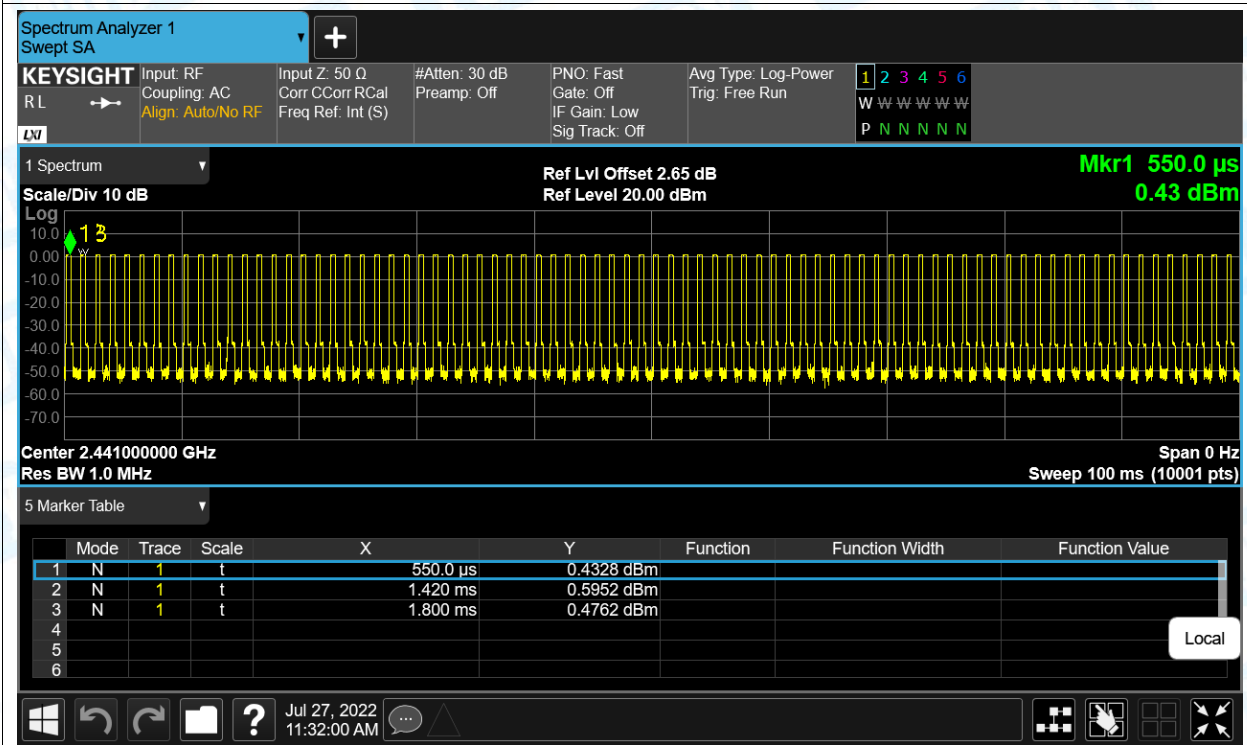 Spectrum Analyzer 1
Swept SA
KEYSIGHT Input: RF Input Z: 50 Ω #Atten: 30 dB PNO: Fast Avg Type: Log-Power 1 2 3 4 5 6
R L Coupling: AC Corr CCorr RCal Preamp: Off Gate: Off Trig: Free Run W W W W W W
Align: Auto/No RF Freq Ref: Int (S) IF Gain: Low
LXI Sig Track: Off P N N N N N
1 Spectrum Ref Lvl Offset 2.65 dB Mkr1 550.0 µs
Scale/Div 10 dB Ref Level 20.00 dBm 0.43 dBm
Log
10.0
0.00
-10.0
-20.0
-30.0
-40.0
-50.0
-60.0
-70.0
Center 2.441000000 GHz Span 0 Hz
Res BW 1.0 MHz Sweep 100 ms (10001 pts)
5 Marker Table
Mode Trace Scale X Y Function Function Width Function Value
1 N 1 t 550.0 µs 0.4328 dBm
2 N 1 t 1.420 ms 0.5952 dBm
3 N 1 t 1.800 ms 0.4762 dBm
4
5
6
Local
? Jul 27, 2022
11:32:00 AM